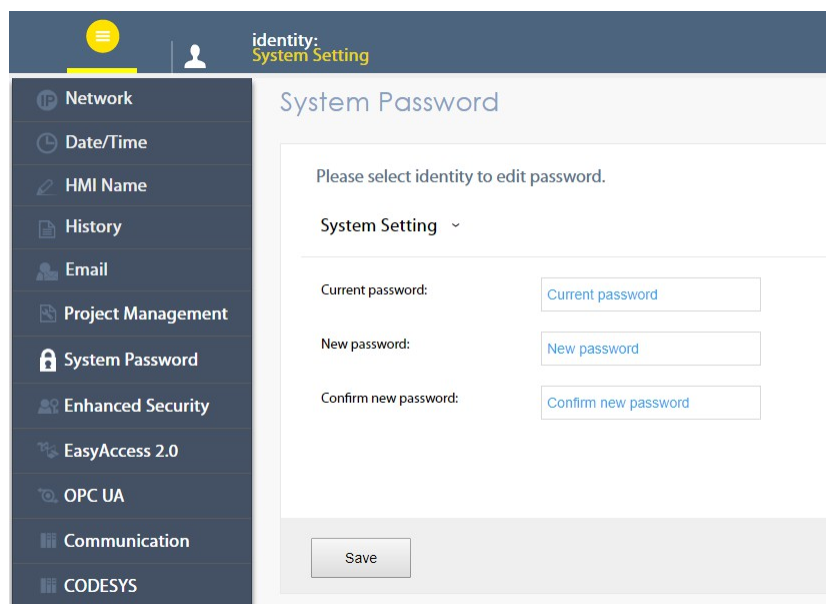 identity:
System Setting
Network
Date/Time
HMI Name
History
Email
Project Management
System Password
Enhanced Security
EasyAccess 2.0
OPC UA
Communication
CODESYS
System Password
Please select identity to edit password.
System Setting
Current password: Current password
New password: New password
Confirm new password: Confirm new password
Save